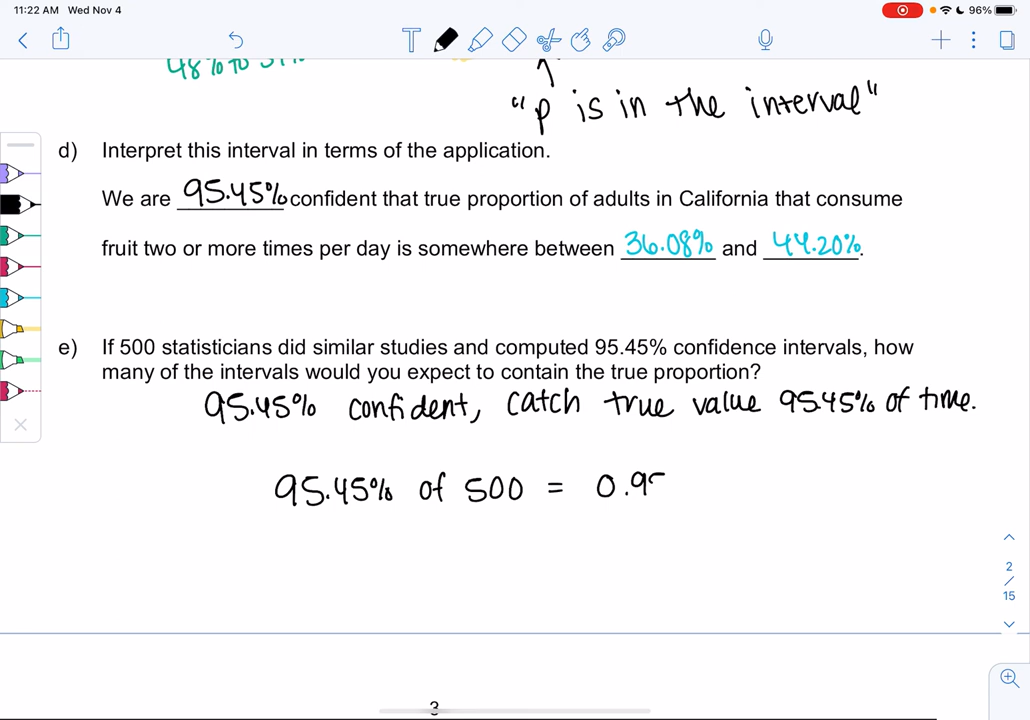 11:22 AM Wed Nov 4
96%
48% to
"p is in the interval"
d) Interpret this interval in terms of the application.
We are 95.45% confident that true proportion of adults in California that consume
fruit two or more times per day is somewhere between 36.08% and 44.20%.
e) If 500 statisticians did similar studies and computed 95.45% confidence intervals, how
many of the intervals would you expect to contain the true proportion?
95.45% confident, catch true value 95.45% of time.
95.45% of 500 = 0.95
2
/
15
3